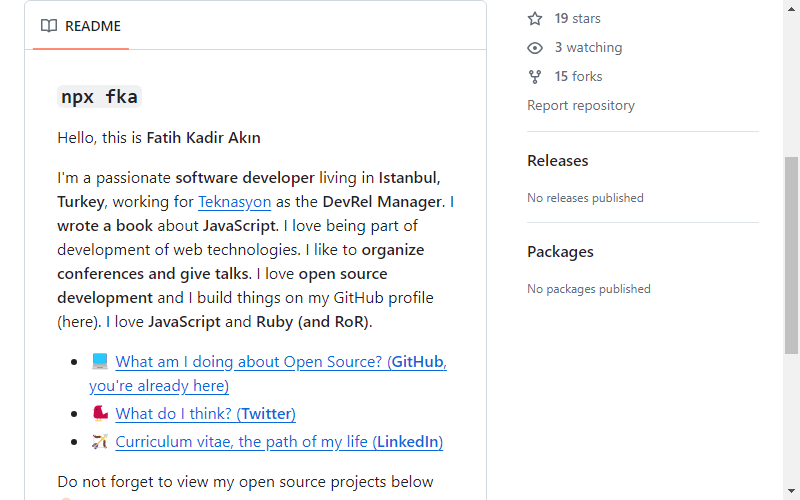 README
npx fka
Hello, this is Fatih Kadir Akın
I'm a passionate software developer living in Istanbul,
Turkey, working for Teknasyon as the DevRel Manager. I
wrote a book about JavaScript. I love being part of
development of web technologies. I like to organize
conferences and give talks. I love open source
development and I build things on my GitHub profile
(here). I love JavaScript and Ruby (and RoR).
What am I doing about Open Source? (GitHub,
you're already here)
What do I think? (Twitter)
Curriculum vitae, the path of my life (LinkedIn)
Do not forget to view my open source projects below
19 stars
3 watching
15 forks
Report repository
Releases
No releases published
Packages
No packages published